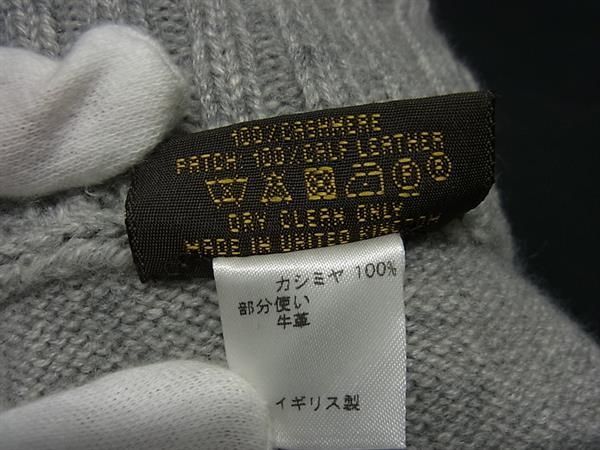 100% CASHMERE
PATCH: 100% CALF LEATHER
DRY CLEAN ONLY
MADE IN UNITED KINGDOM
カシミヤ 100%
部分使い
牛革
イギリス製